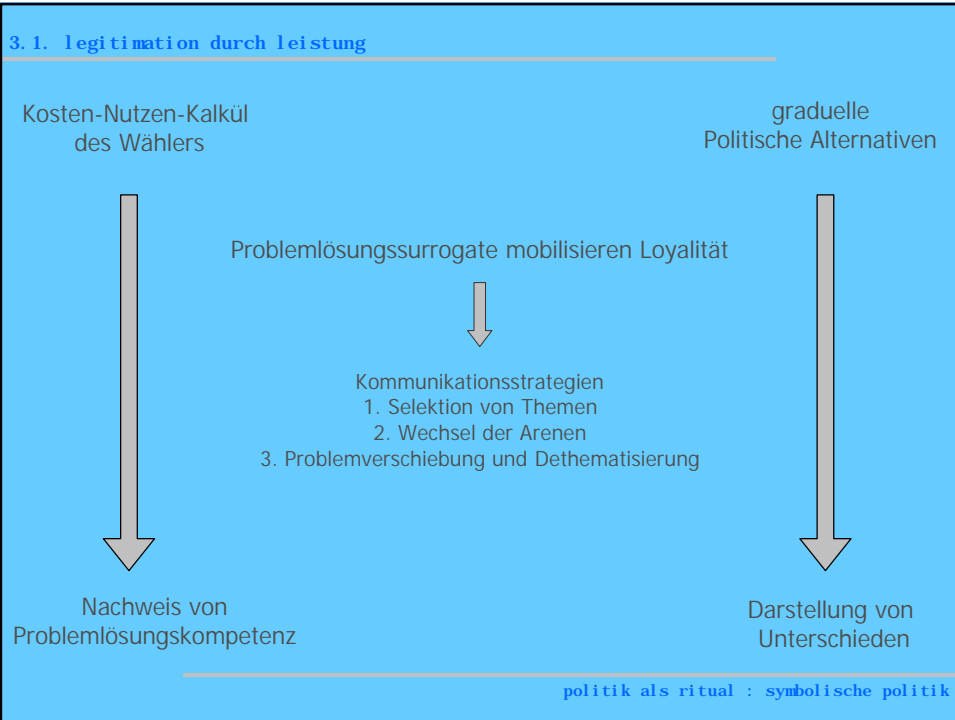 3.1. legitimation durch leistung
Kosten-Nutzen-Kalkül
des Wählers
graduelle
Politische Alternativen
Problemlösungssurrogate mobilisieren Loyalität
Kommunikationsstrategien
1. Selektion von Themen
2. Wechsel der Arenen
3. Problemverschiebung und Dethematisierung
Nachweis von
Problemlösungskompetenz
Darstellung von
Unterschieden
politik als ritual : symbolische politik